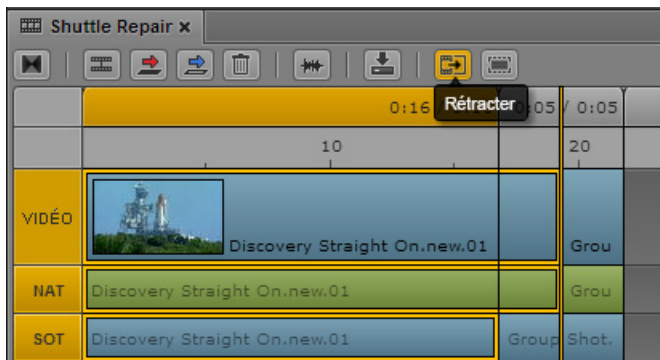 Shuttle Repair ×
Rétracter
0:16 / 0:05 / 0:05
10 20
VIDÉO Discovery Straight On.new.01 Grou
NAT Discovery Straight On.new.01 Grou
SOT Discovery Straight On.new.01 Group Shot.